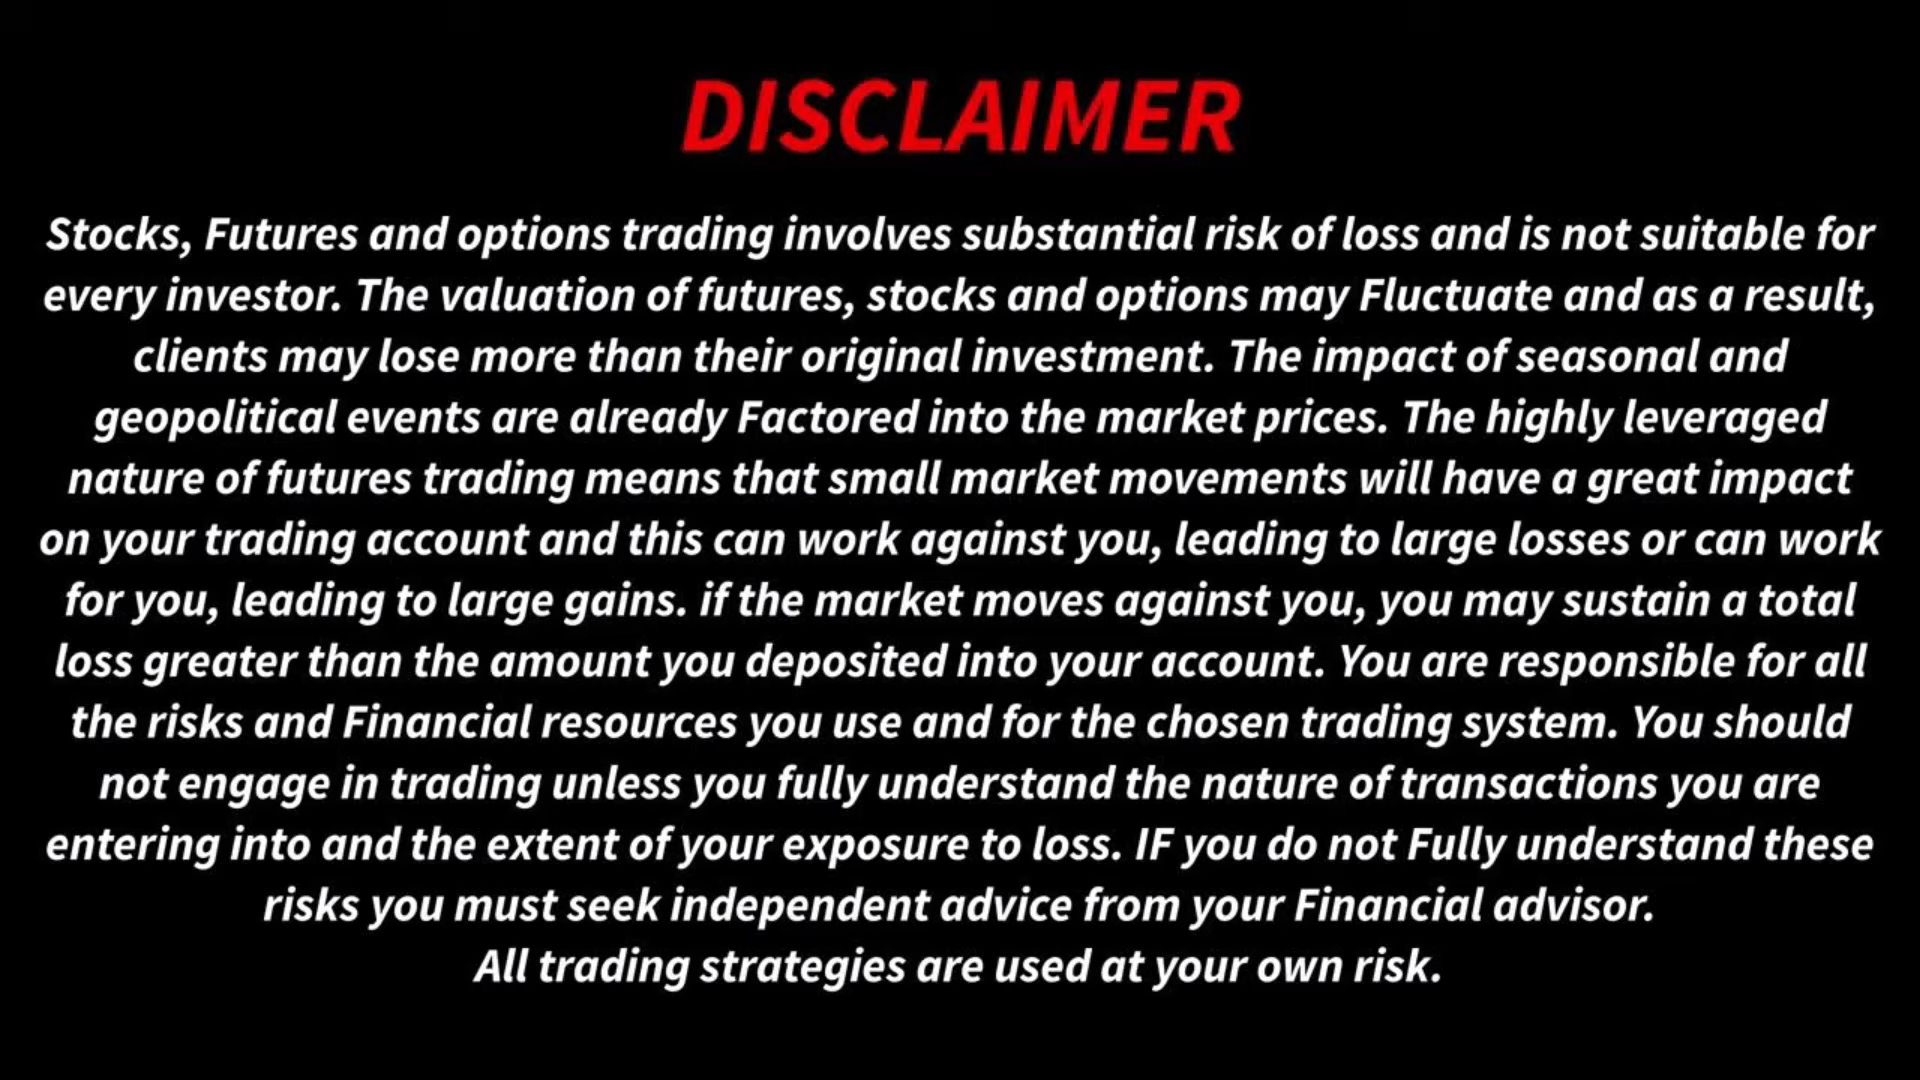 DISCLAIMER
Stocks, Futures and options trading involves substantial risk of loss and is not suitable for
every investor. The valuation of futures, stocks and options may Fluctuate and as a result,
clients may lose more than their original investment. The impact of seasonal and
geopolitical events are already Factored into the market prices. The highly leveraged
nature of futures trading means that small market movements will have a great impact
on your trading account and this can work against you, leading to large losses or can work
for you, leading to large gains. if the market moves against you, you may sustain a total
loss greater than the amount you deposited into your account. You are responsible for all
the risks and Financial resources you use and for the chosen trading system. You should
not engage in trading unless you fully understand the nature of transactions you are
entering into and the extent of your exposure to loss. IF you do not Fully understand these
risks you must seek independent advice from your Financial advisor.
All trading strategies are used at your own risk.